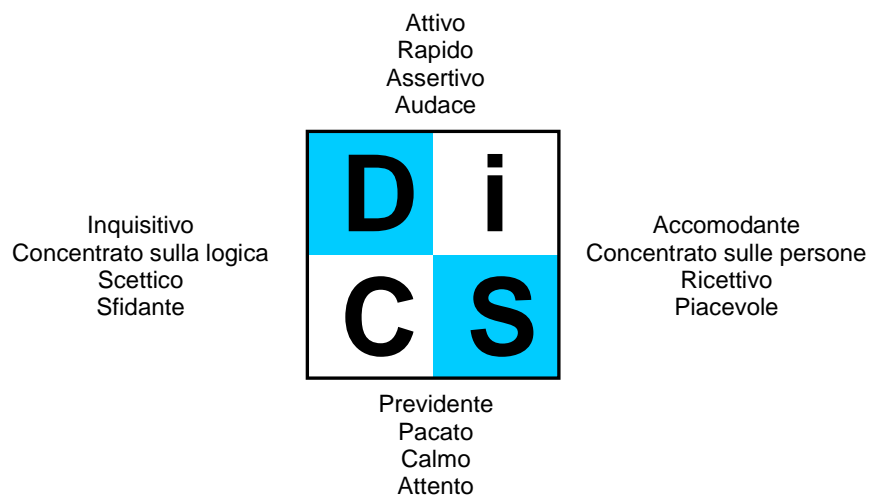 Attivo
Rapido
Assertivo
Audace
D i
Inquisitivo
Concentrato sulla logica
Scettico
Sfidante
Accomodante
Concentrato sulle persone
Ricettivo
Piacevole
C S
Previdente
Pacato
Calmo
Attento